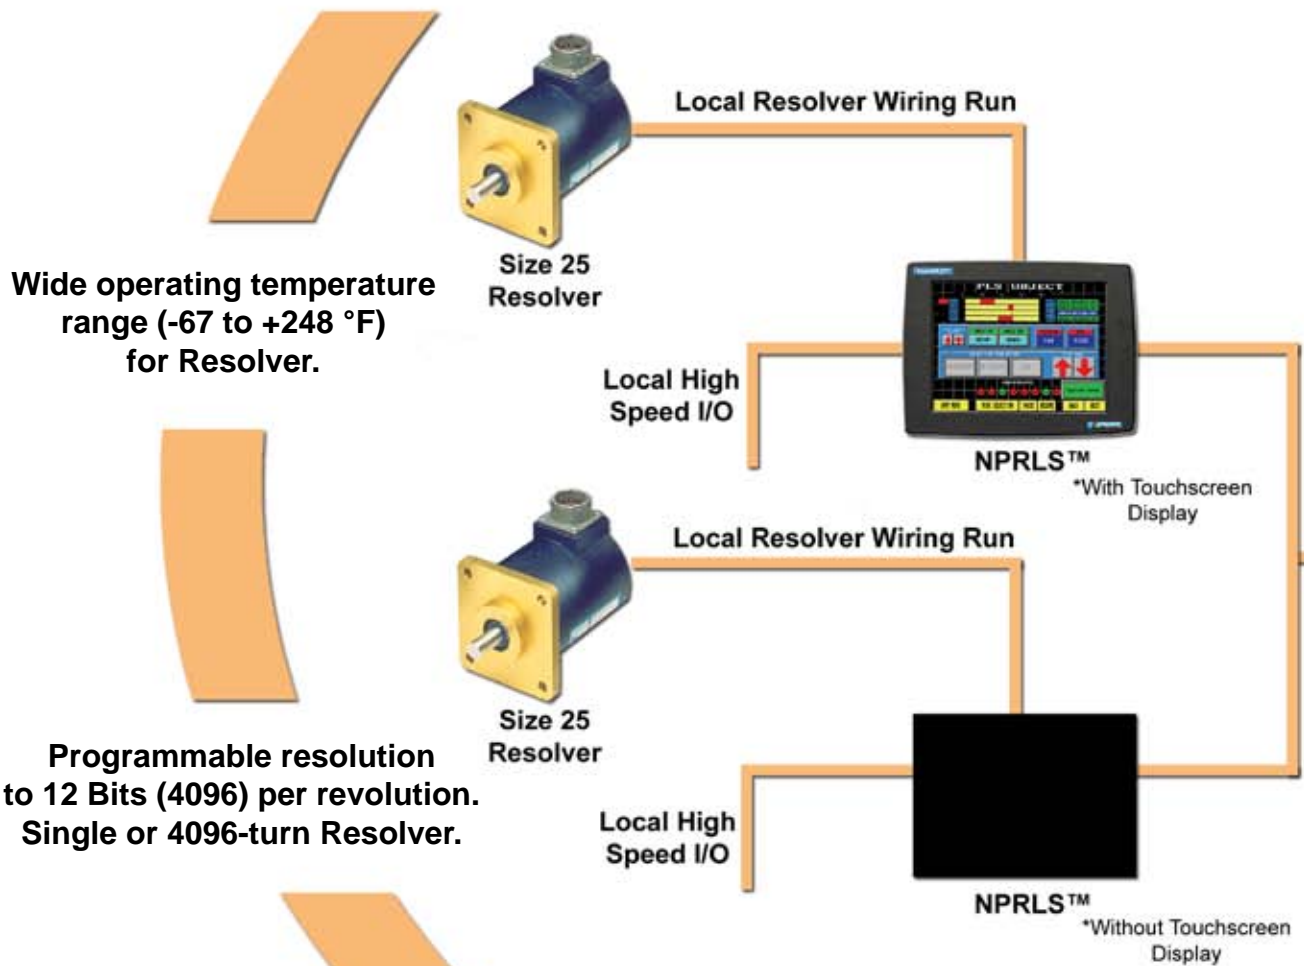 Local Resolver Wiring Run
Size 25
Resolver
Wide operating temperature
range (-67 to +248 °F)
for Resolver.
PLS OBJECT
Local High
Speed I/O
NPRLS™
*With Touchscreen
Display
Local Resolver Wiring Run
Size 25
Resolver
Programmable resolution
to 12 Bits (4096) per revolution.
Single or 4096-turn Resolver.
Local High
Speed I/O
NPRLS™
*Without Touchscreen
Display